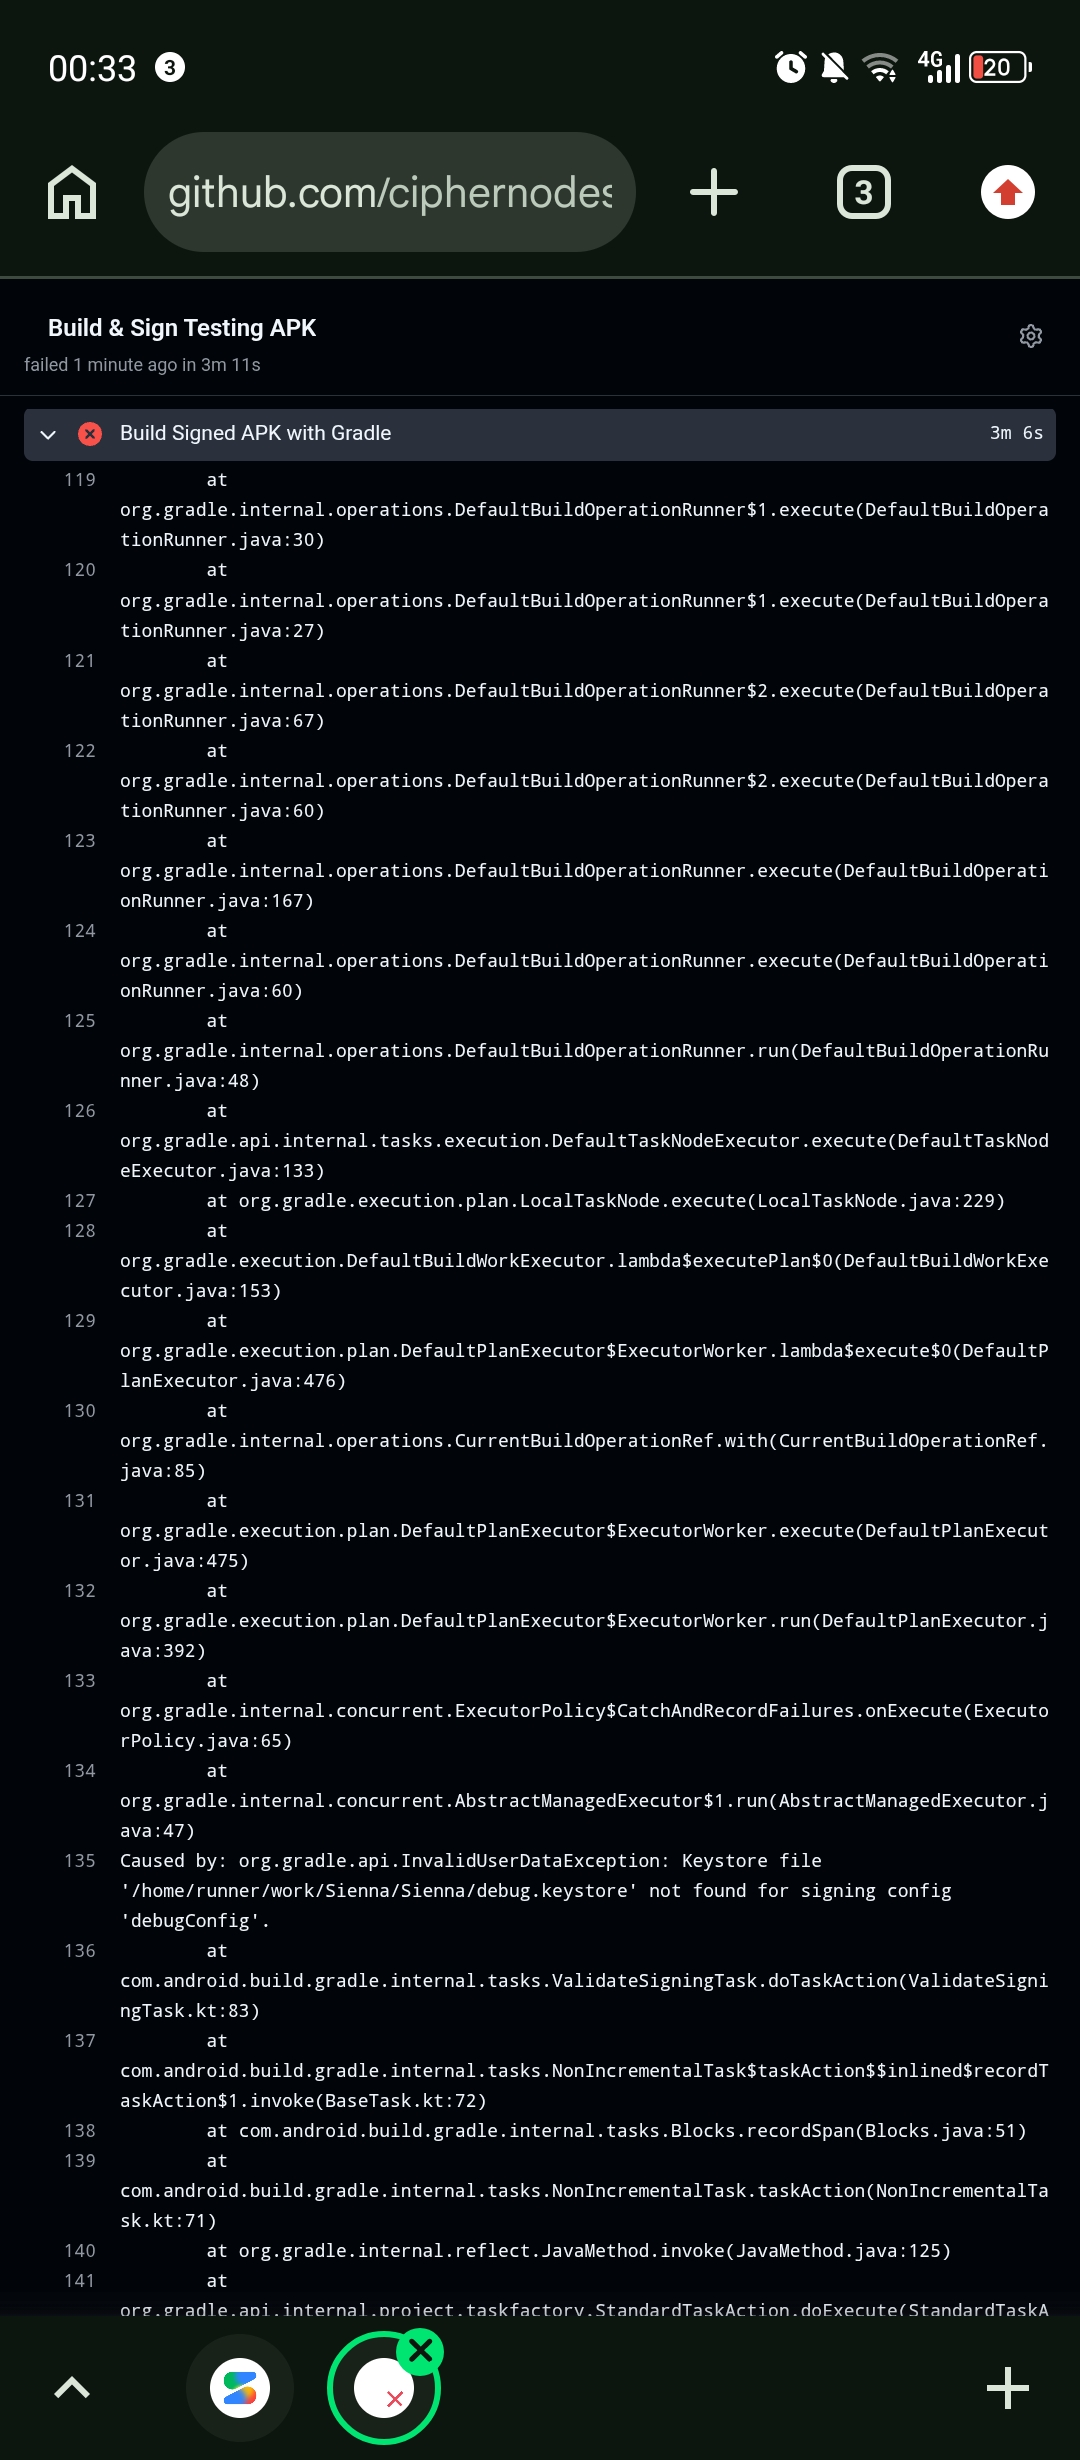 00:33 3 4G 20
github.com/ciphernodes 3
Build & Sign Testing APK
failed 1 minute ago in 3m 11s
Build Signed APK with Gradle 3m 6s
119 at
org.gradle.internal.operations.DefaultBuildOperationRunner$1.execute(DefaultBuildOpera
tionRunner.java:30)
120 at
org.gradle.internal.operations.DefaultBuildOperationRunner$1.execute(DefaultBuildOpera
tionRunner.java:27)
121 at
org.gradle.internal.operations.DefaultBuildOperationRunner$2.execute(DefaultBuildOpera
tionRunner.java:67)
122 at
org.gradle.internal.operations.DefaultBuildOperationRunner$2.execute(DefaultBuildOpera
tionRunner.java:60)
123 at
org.gradle.internal.operations.DefaultBuildOperationRunner.execute(DefaultBuildOperati
onRunner.java:167)
124 at
org.gradle.internal.operations.DefaultBuildOperationRunner.execute(DefaultBuildOperati
onRunner.java:60)
125 at
org.gradle.internal.operations.DefaultBuildOperationRunner.run(DefaultBuildOperationRu
nner.java:48)
126 at
org.gradle.api.internal.tasks.execution.DefaultTaskNodeExecutor.execute(DefaultTaskNod
eExecutor.java:133)
127 at org.gradle.execution.plan.LocalTaskNode.execute(LocalTaskNode.java:229)
128 at
org.gradle.execution.DefaultBuildWorkExecutor.lambda$executePlan$0(DefaultBuildWorkExe
cutor.java:153)
129 at
org.gradle.execution.plan.DefaultPlanExecutor$ExecutorWorker.lambda$execute$0(DefaultP
lanExecutor.java:476)
130 at
org.gradle.internal.operations.CurrentBuildOperationRef.with(CurrentBuildOperationRef.
java:85)
131 at
org.gradle.execution.plan.DefaultPlanExecutor$ExecutorWorker.execute(DefaultPlanExecut
or.java:475)
132 at
org.gradle.execution.plan.DefaultPlanExecutor$ExecutorWorker.run(DefaultPlanExecutor.j
ava:392)
133 at
org.gradle.internal.concurrent.ExecutorPolicy$CatchAndRecordFailures.onExecute(Executo
rPolicy.java:65)
134 at
org.gradle.internal.concurrent.AbstractManagedExecutor$1.run(AbstractManagedExecutor.j
ava:47)
135 Caused by: org.gradle.api.InvalidUserDataException: Keystore file
'/home/runner/work/Sienna/Sienna/debug.keystore' not found for signing config
'debugConfig'.
136 at
com.android.build.gradle.internal.tasks.ValidateSigningTask.doTaskAction(ValidateSigni
ngTask.kt:83)
137 at
com.android.build.gradle.internal.tasks.NonIncrementalTask$taskAction$$inlined$recordT
askAction$1.invoke(BaseTask.kt:72)
138 at com.android.build.gradle.internal.tasks.Blocks.recordSpan(Blocks.java:51)
139 at
com.android.build.gradle.internal.tasks.NonIncrementalTask.taskAction(NonIncrementalTa
sk.kt:71)
140 at org.gradle.internal.reflect.JavaMethod.invoke(JavaMethod.java:125)
141 at
org.gradle.api.internal.project.taskfactory.StandardTaskAction.doExecute(StandardTaskA